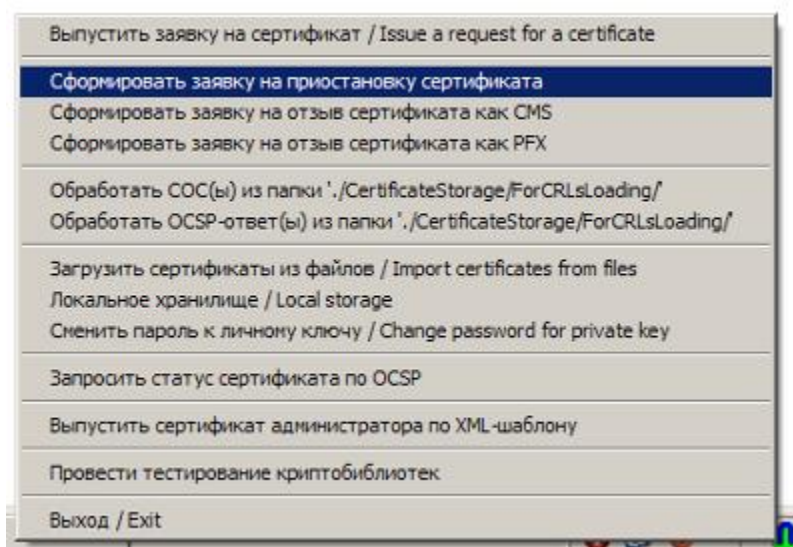 Выпустить заявку на сертификат / Issue a request for a certificate
Сформировать заявку на приостановку сертификата
Сформировать заявку на отзыв сертификата как CMS
Сформировать заявку на отзыв сертификата как PFX
Обработать СОС(ы) из папки './CertificateStorage/ForCRLsLoading/'
Обработать OCSP-ответ(ы) из папки './CertificateStorage/ForCRLsLoading/'
Загрузить сертификаты из файлов / Import certificates from files
Локальное хранилище / Local storage
Сменить пароль к личному ключу / Change password for private key
Запросить статус сертификата по OCSP
Выпустить сертификат администратора по XML-шаблону
Провести тестирование криптобиблиотек
Выход / Exit